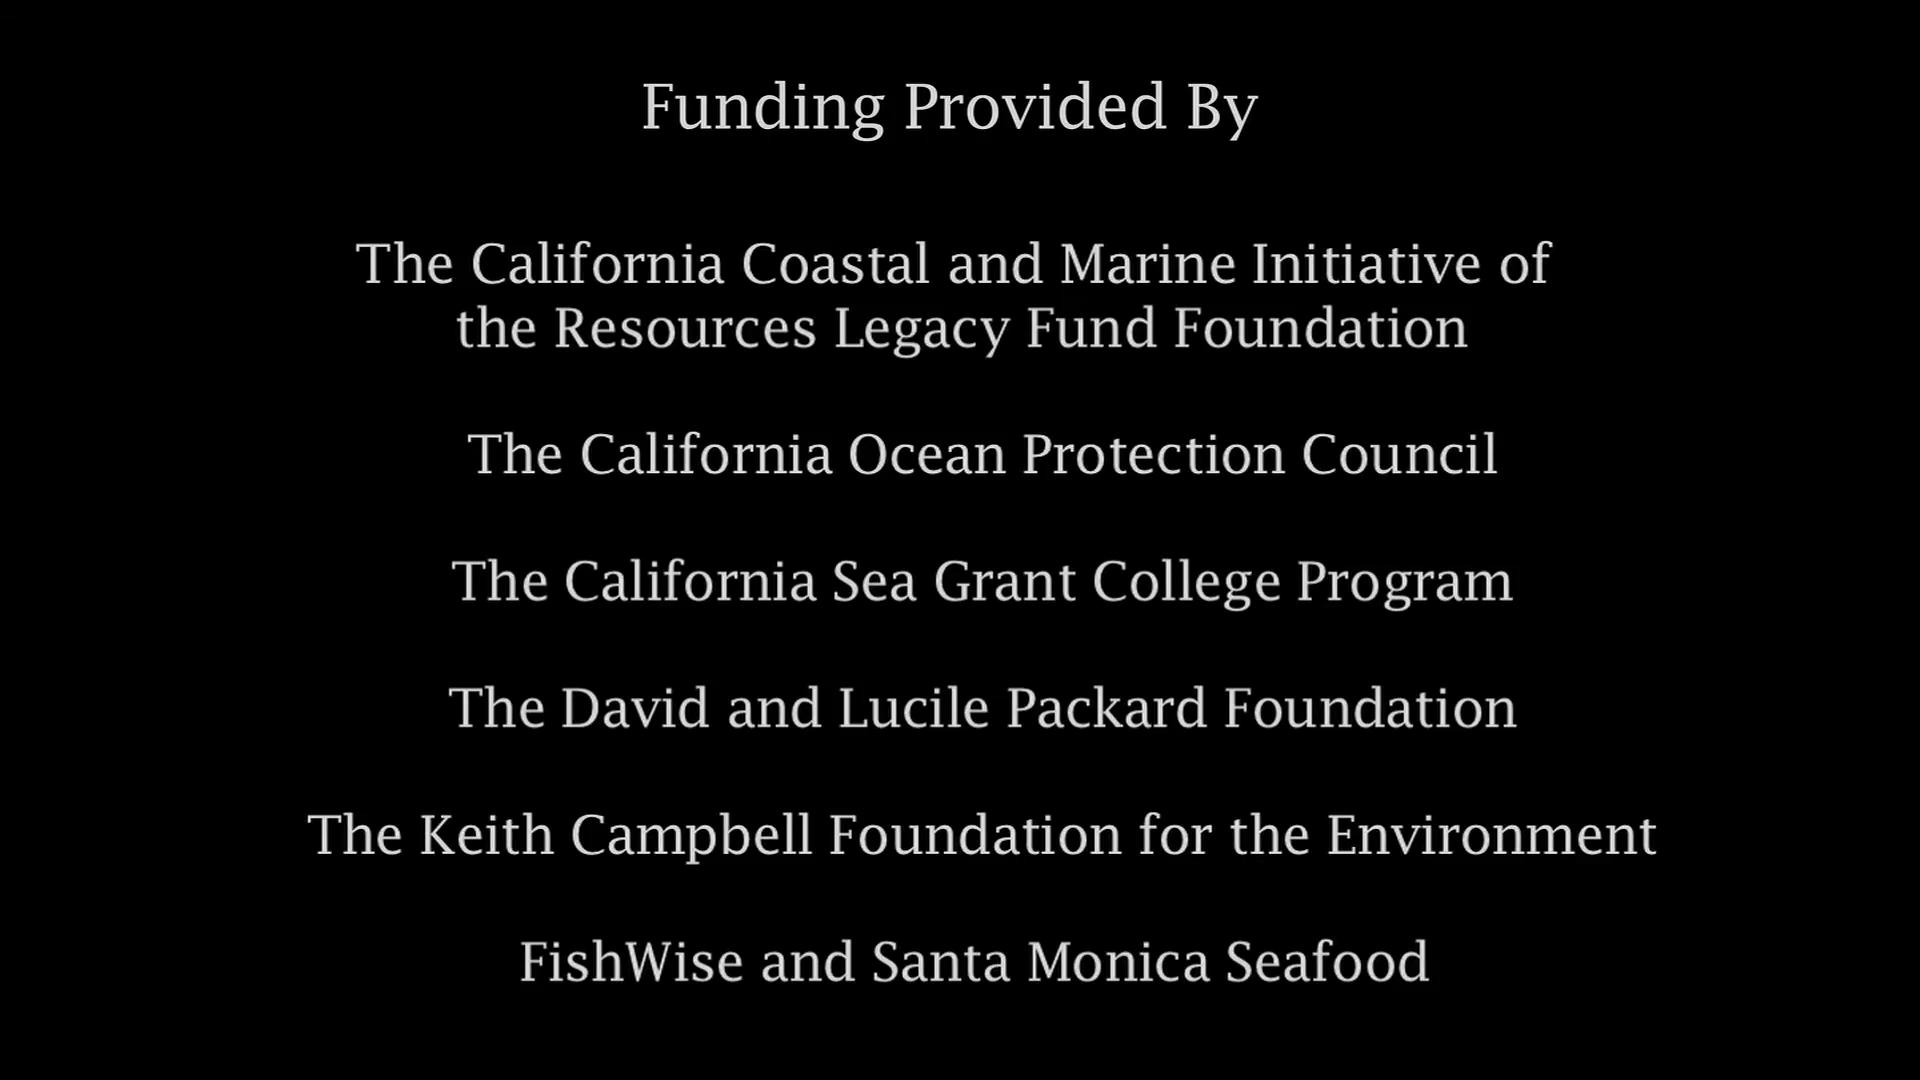 Funding Provided By
The California Coastal and Marine Initiative of
the Resources Legacy Fund Foundation
The California Ocean Protection Council
The California Sea Grant College Program
The David and Lucile Packard Foundation
The Keith Campbell Foundation for the Environment
FishWise and Santa Monica Seafood